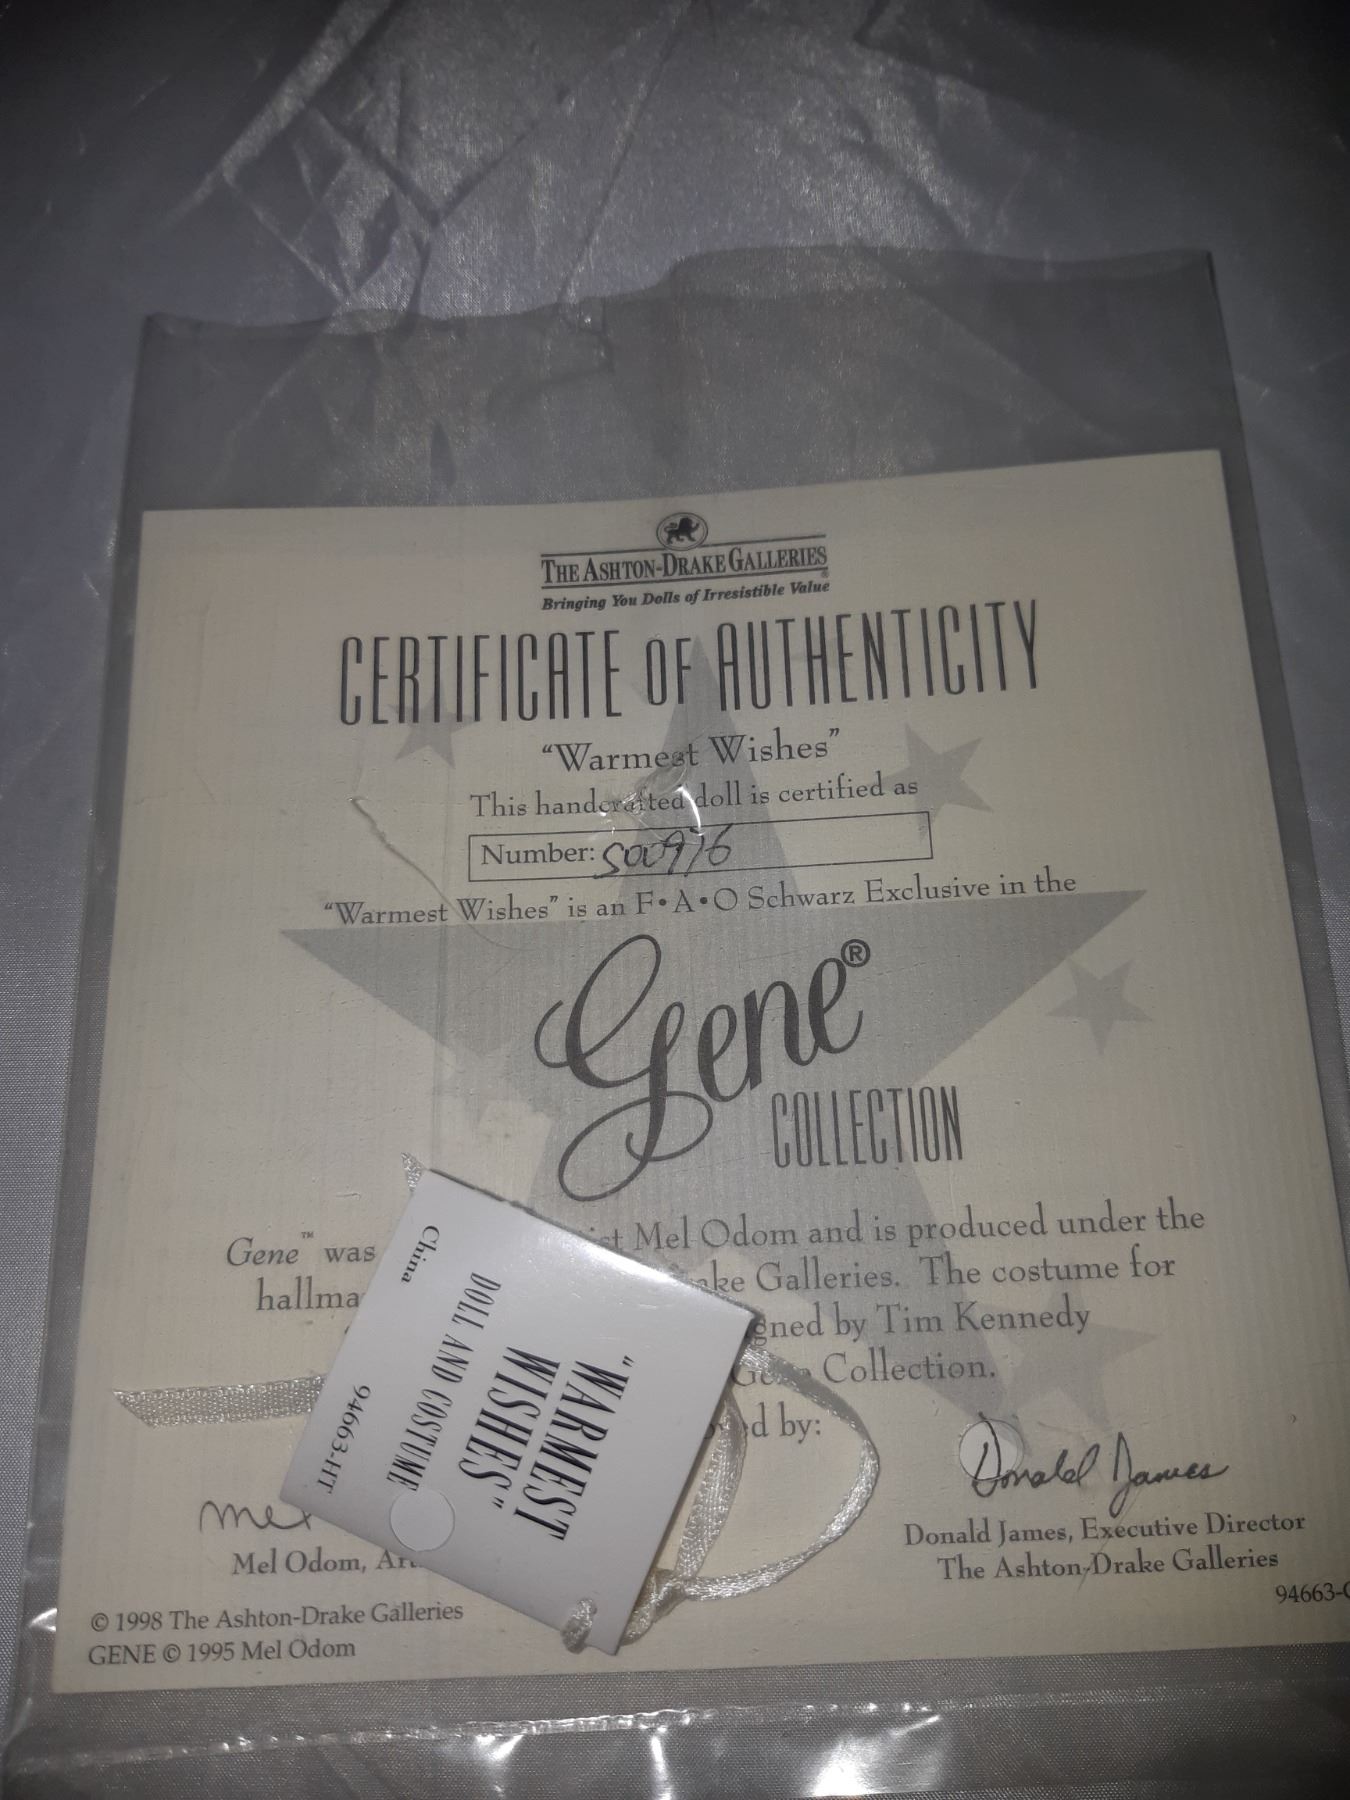 THE ASHTON-DRAKE GALLERIES®
Bringing You Dolls of Irresistible Value
CERTIFICATE OF AUTHENTICITY
“Warmest Wishes”
This handcrafted doll is certified as
Number: S00976
“Warmest Wishes” is an F•A•O Schwarz Exclusive in the
Gene®
COLLECTION
Gene™ was Mel Odom and is produced under the
Galleries. The costume for
by Tim Kennedy
Collection.
by:
"WARMEST
WISHES"
DOLL AND COSTUME
China 94663.HT
Donald James
Mel Odom,
Donald James, Executive Director
The Ashton-Drake Galleries
© 1998 The Ashton-Drake Galleries
GENE © 1995 Mel Odom